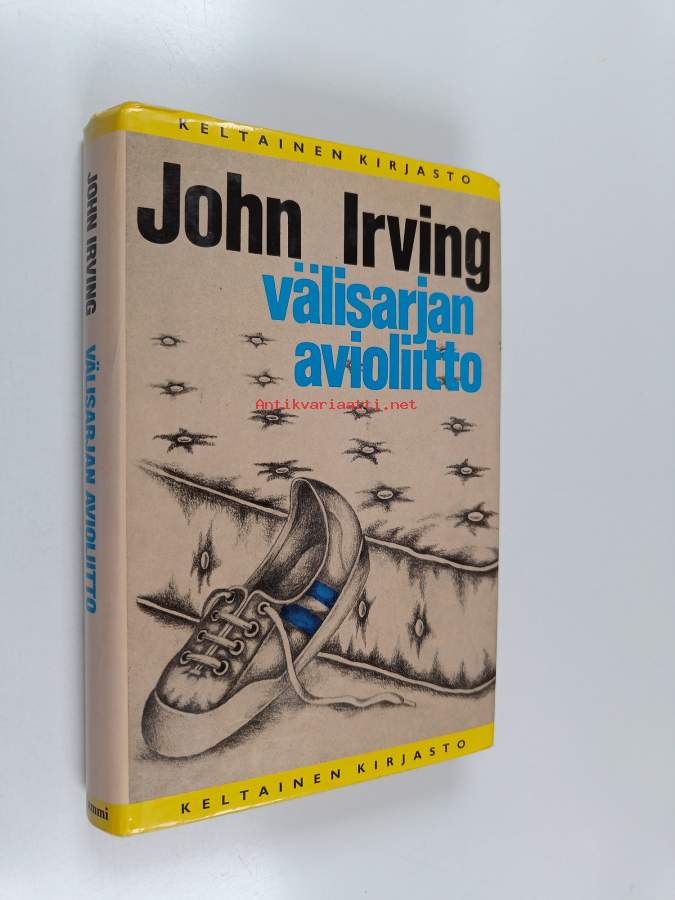 KELTAINEN KIRJASTO
John Irving
välisarjan
avioliitto
Antikvariaatti.net
KELTAINEN KIRJASTO
JOHN IRVING VÄLISARJAN AVIOLIITTO